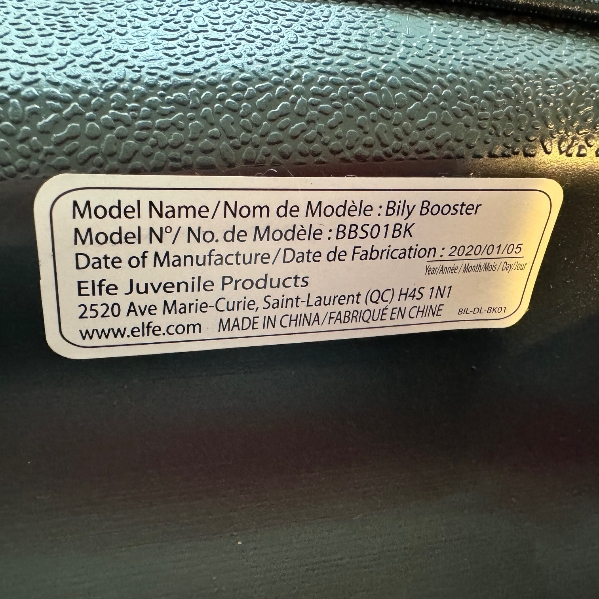 Model Name/Nom de Modèle : Bily Booster
Model N°/ No. de Modèle : BBS01BK
Date of Manufacture/Date de Fabrication : 2020/01/05
Year/Année / Month/Mois / Day/Jour
Elfe Juvenile Products
2520 Ave Marie-Curie, Saint-Laurent (QC) H4S 1N1
www.elfe.com MADE IN CHINA/FABRIQUÉ EN CHINE BIL-DL-BK01